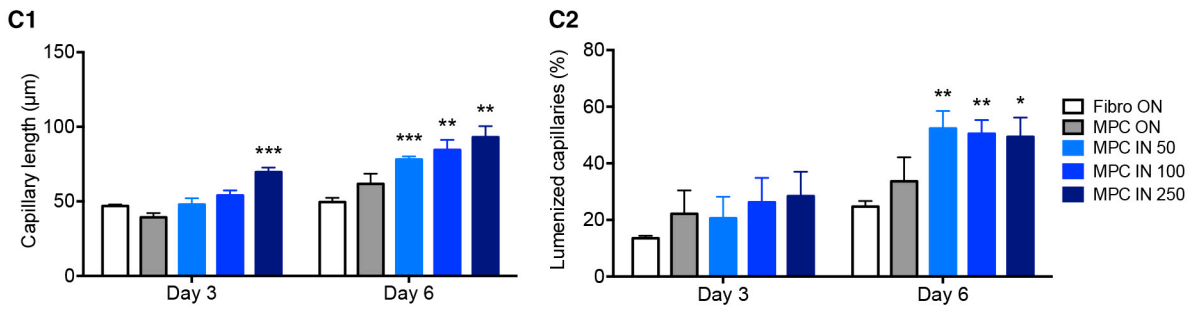 C1
Capillary length (µm)
150
100
50
0
***
***
**
**
Day 3
Day 6
C2
Lumenized capillaries (%)
80
60
40
20
0
**
**
*
Day 3
Day 6
Fibro ON
MPC ON
MPC IN 50
MPC IN 100
MPC IN 250